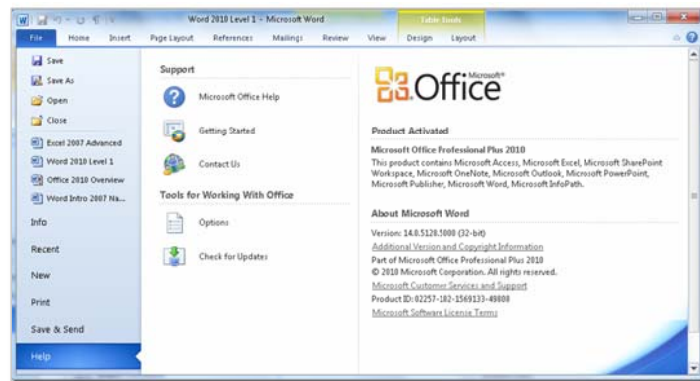 Word 2010 Level 1 - Microsoft Word
Table Tools
File Home Insert Page Layout References Mailings Review View Design Layout
Save
Save As
Open
Close
Excel 2007 Advanced
Word 2010 Level 1
Office 2010 Overview
Word Intro 2007 Na...
Info
Recent
New
Print
Save & Send
Help
Support
Microsoft Office Help
Getting Started
Contact Us
Tools for Working With Office
Options
Check for Updates
Microsoft®
Office
Product Activated
Microsoft Office Professional Plus 2010
This product contains Microsoft Access, Microsoft Excel, Microsoft SharePoint
Workspace, Microsoft OneNote, Microsoft Outlook, Microsoft PowerPoint,
Microsoft Publisher, Microsoft Word, Microsoft InfoPath.
About Microsoft Word
Version: 14.0.5128.5000 (32-bit)
Additional Version and Copyright Information
Part of Microsoft Office Professional Plus 2010
© 2010 Microsoft Corporation. All rights reserved.
Microsoft Customer Services and Support
Product ID: 02257-102-1569133-49808
Microsoft Software License Terms